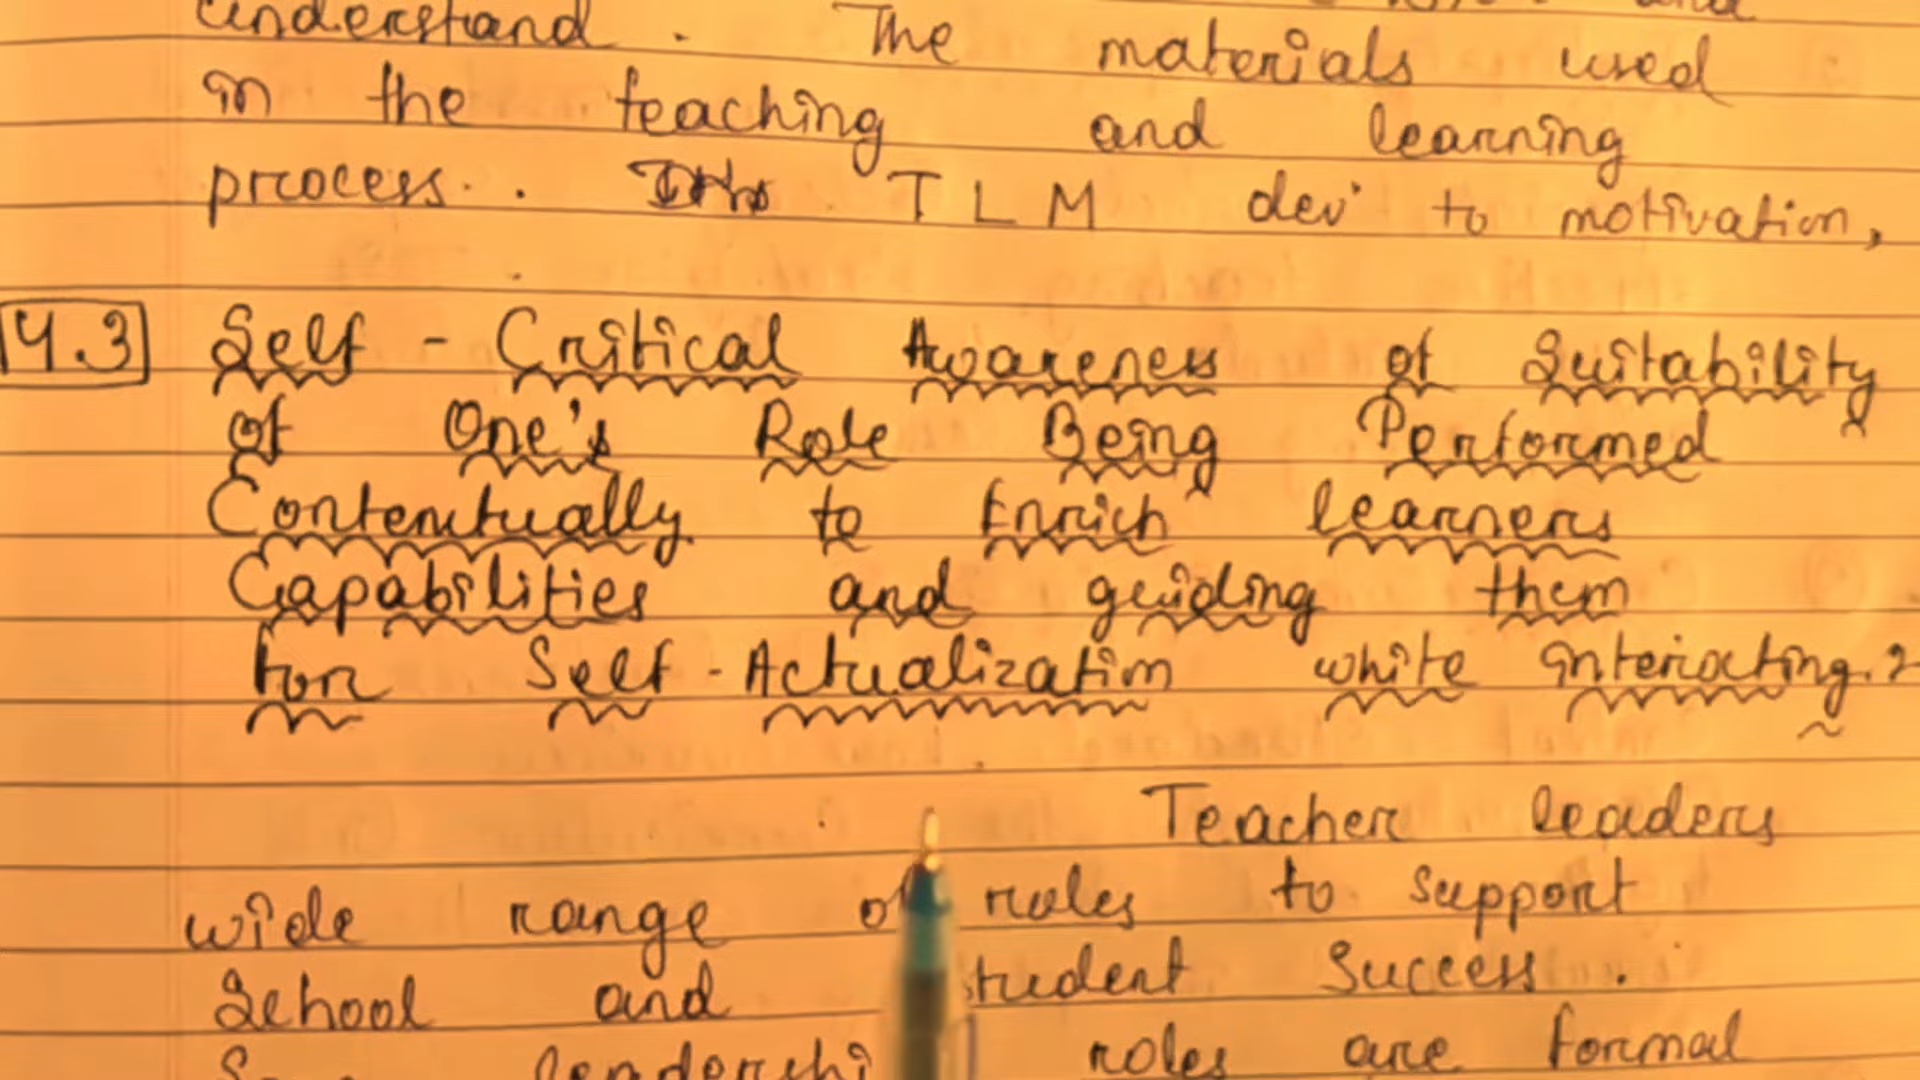 understand. The materials used
in the teaching and learning
process. . TLM dev' to motivation,
4.3 Self - Critical Awareness of Suitability
of One's Role Being Performed
Contentually to Enrich learners
Capabilities and guiding them
for Self - Actualization white interacting.?
Teacher leaders
wide range of roles to support
School and student Success.
roles are formal